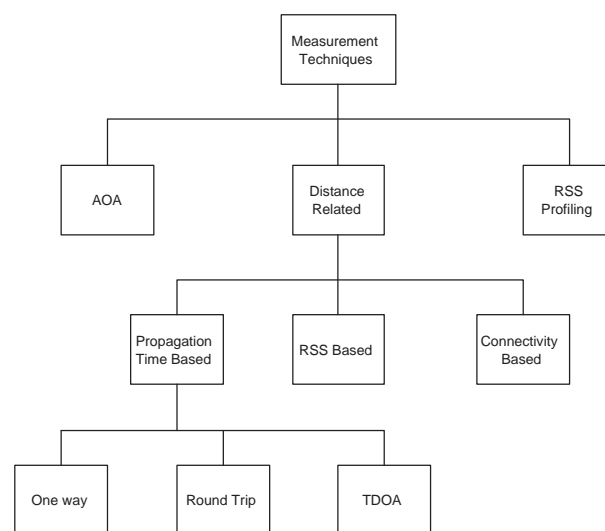 Measurement
Techniques
AOA
Distance
Related
RSS
Profiling
Propagation
Time Based
RSS Based
Connectivity
Based
One way
Round Trip
TDOA